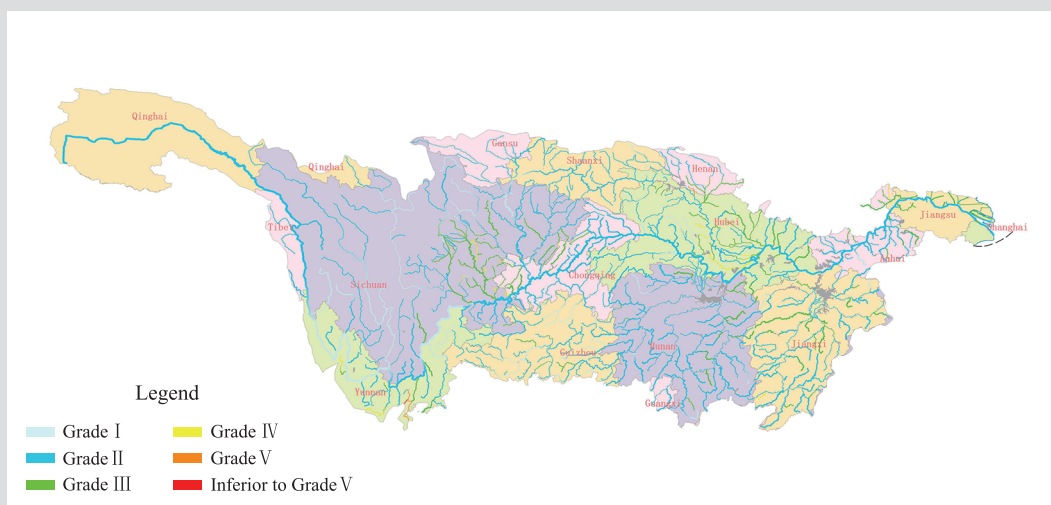 Qinghai
Gansu
Shaanxi
Qinghai
Henan
Tibet
Hubei
Jiangsu
Shanghai
Anhui
Chongqing
Sichuan
Hunan
Jiangxi
Guizhou
Yunnan
Guangxi
Legend
Grade Ⅰ
Grade Ⅱ
Grade Ⅲ
Grade Ⅳ
Grade Ⅴ
Inferior to Grade Ⅴ